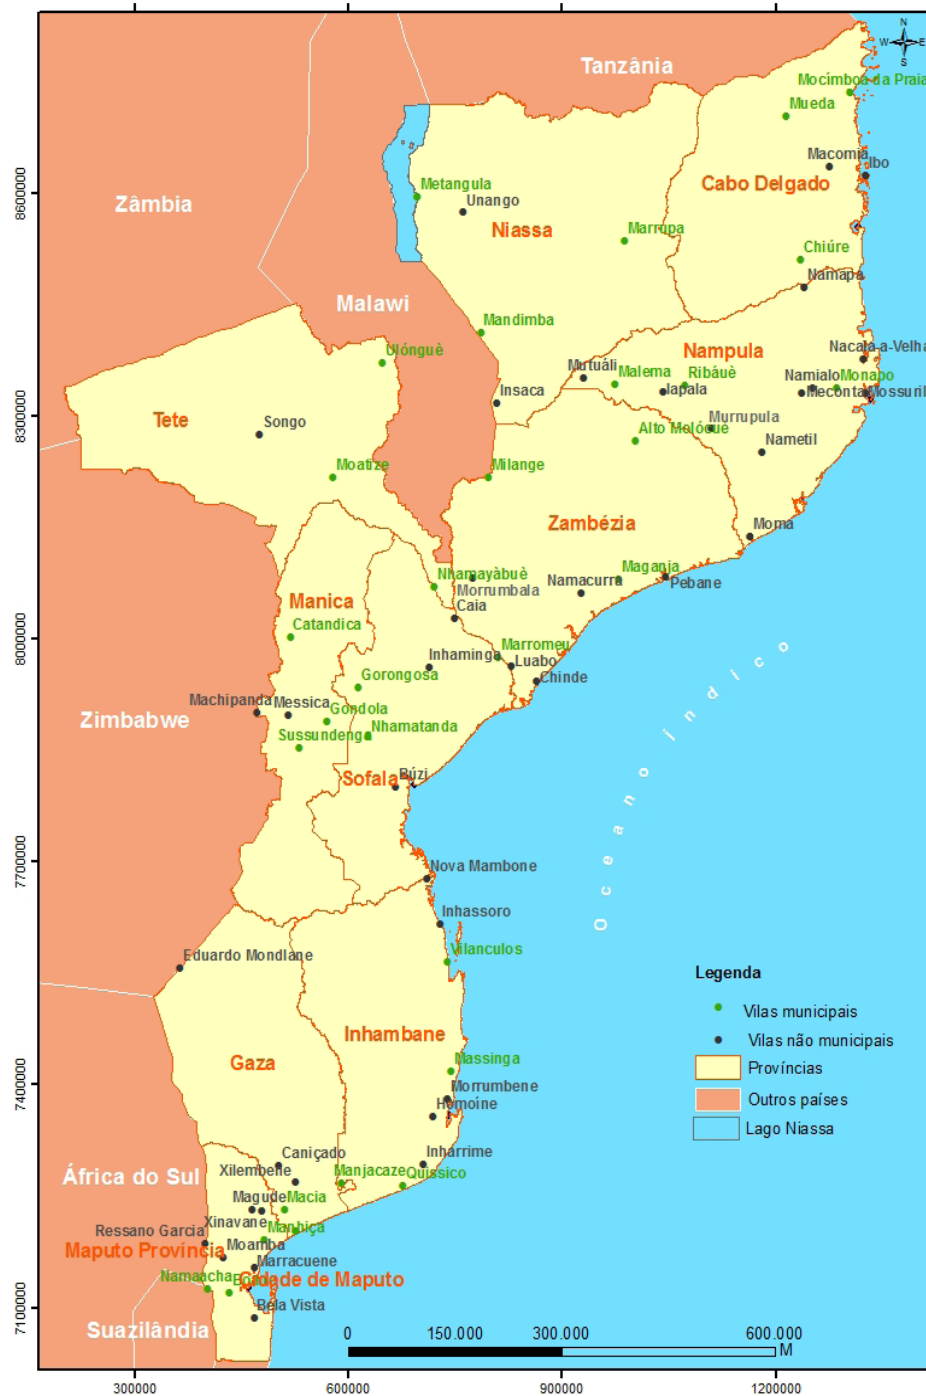 Tanzânia
N
W
E
S
Mocímboa da Praia
Mueda
Macomia
Ibo
Cabo Delgado
Zâmbia
Metangula
Unango
Niassa
Marrupa
Chiúre
Namapa
Malawi
Mandimba
Ulónguè
Nampula
Nacala-a-Velha
Mutuáli
Malema
Ribáuè
Namialo
Monapo
Insaca
Iapala
Meconta
Mossuril
Tete
Songo
Murrupula
Alto Molócuè
Nametil
Moatize
Milange
Zambézia
Moma
Nhamayàbuè
Morrumbala
Namacurra
Maganja
Pebane
Manica
Caia
Catandica
Inhaminga
Marromeu
Luabo
Gorongosa
Chinde
Machipanda
Messica
Gondola
Zimbabwe
Sussundenga
Nhamatanda
Sofala
Búzi
Oceano Índico
Nova Mambone
Inhassoro
Eduardo Mondlane
Vilanculos
Legenda
Vilas municipais
Vilas não municipais
Províncias
Outros países
Lago Niassa
Inhambane
Gaza
Massinga
Morrumbene
Homoíne
Caniçado
Inharrime
África do Sul
Xilembene
Manjacaze
Quissico
Magude
Macia
Xinavane
Manhiça
Ressano Garcia
Maputo Província
Moamba
Marracuene
Namaacha
Boane
Cidade de Maputo
Bela Vista
Suazilândia
0
150.000
300.000
600.000
M
8600000
8300000
8000000
7700000
7400000
7100000
300000
600000
900000
1200000